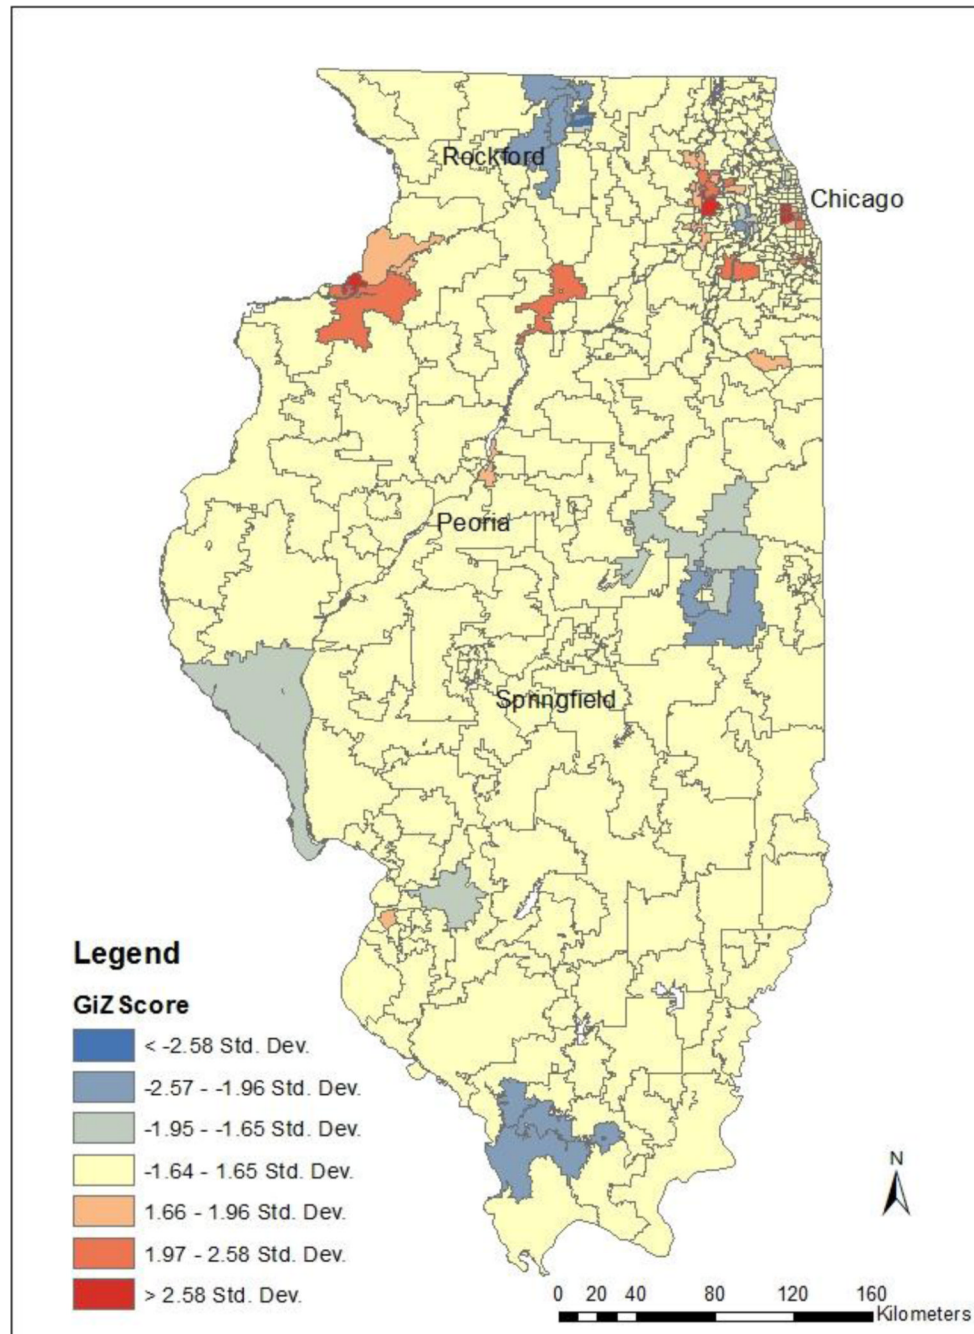 Rockford
Chicago
Peoria
Springfield
Legend
GiZ Score
< -2.58 Std. Dev.
-2.57 - -1.96 Std. Dev.
-1.95 - -1.65 Std. Dev.
-1.64 - 1.65 Std. Dev.
1.66 - 1.96 Std. Dev.
1.97 - 2.58 Std. Dev.
> 2.58 Std. Dev.
N
0 20 40 80 120 160
Kilometers